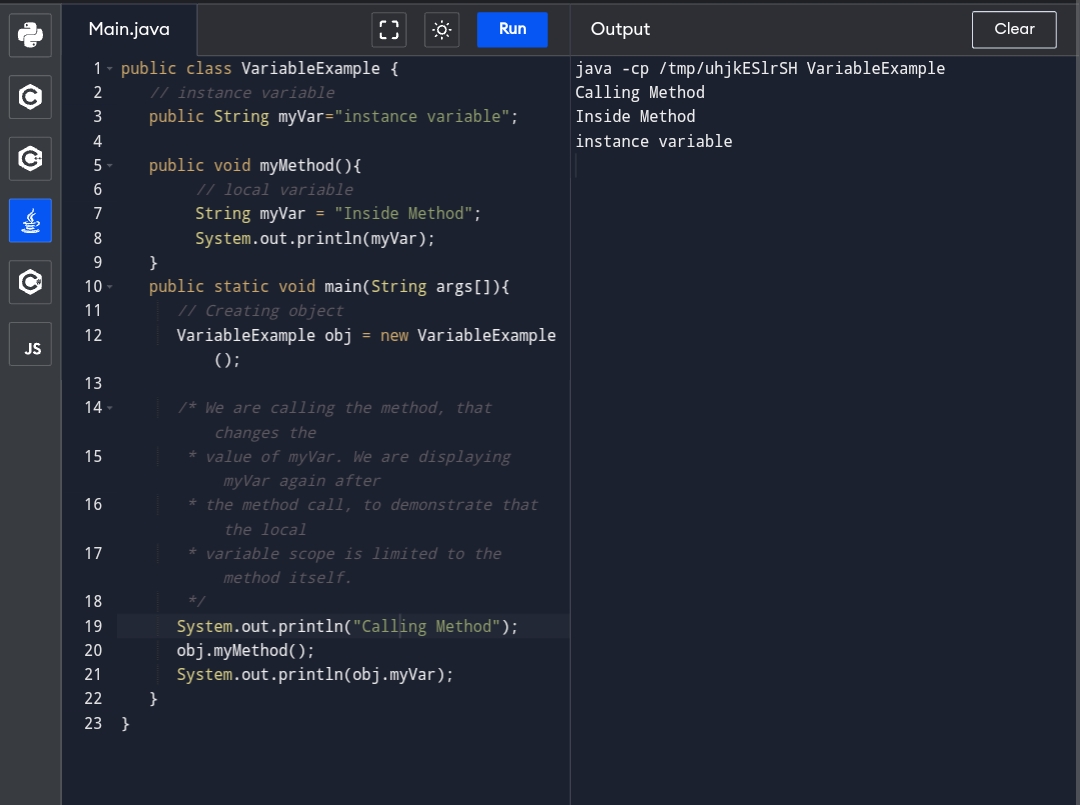 Main.java
Run
Output
Clear
JS
1 public class VariableExample {
2 // instance variable
3 public String myVar="instance variable";
4
5 public void myMethod(){
6 // local variable
7 String myVar = "Inside Method";
8 System.out.println(myVar);
9 }
10 public static void main(String args[]){
11 // Creating object
12 VariableExample obj = new VariableExample
();
13
14 /* We are calling the method, that
changes the
15 * value of myVar. We are displaying
myVar again after
16 * the method call, to demonstrate that
the local
17 * variable scope is limited to the
method itself.
18 */
19 System.out.println("Calling Method");
20 obj.myMethod();
21 System.out.println(obj.myVar);
22 }
23 }
java -cp /tmp/uhjkESlrSH VariableExample
Calling Method
Inside Method
instance variable